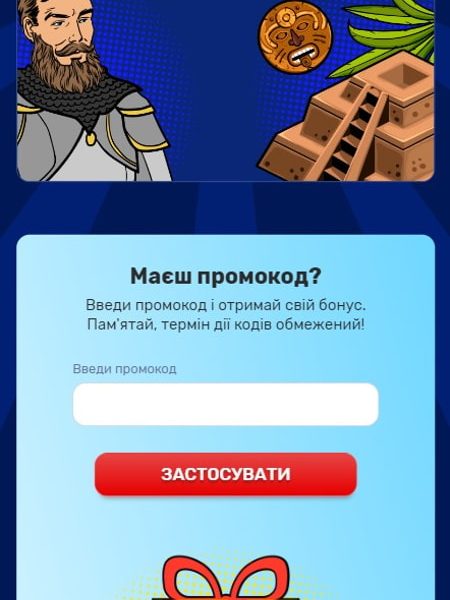 Маєш промокод?
Введи промокод і отримай свій бонус.
Пам'ятай, термін дії кодів обмежений!
Введи промокод
ЗАСТОСУВАТИ